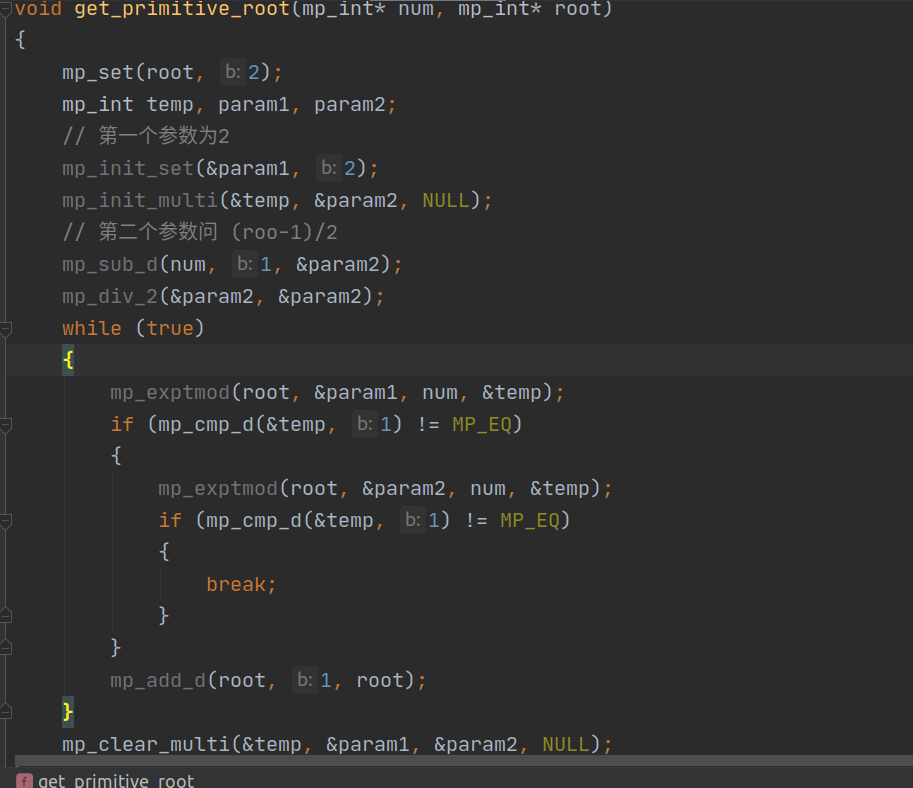 void get_primitive_root(mp_int* num, mp_int* root)
{
    mp_set(root, b: 2);
    mp_int temp, param1, param2;
    // 第一个参数为2
    mp_init_set(&param1, b: 2);
    mp_init_multi(&temp, &param2, NULL);
    // 第二个参数问 (roo-1)/2
    mp_sub_d(num, b: 1, &param2);
    mp_div_2(&param2, &param2);
    while (true)
    {
        mp_exptmod(root, &param1, num, &temp);
        if (mp_cmp_d(&temp, b: 1) != MP_EQ)
        {
            mp_exptmod(root, &param2, num, &temp);
            if (mp_cmp_d(&temp, b: 1) != MP_EQ)
            {
                break;
            }
        }
        mp_add_d(root, b: 1, root);
    }
    mp_clear_multi(&temp, &param1, &param2, NULL);
f get_primitive_root